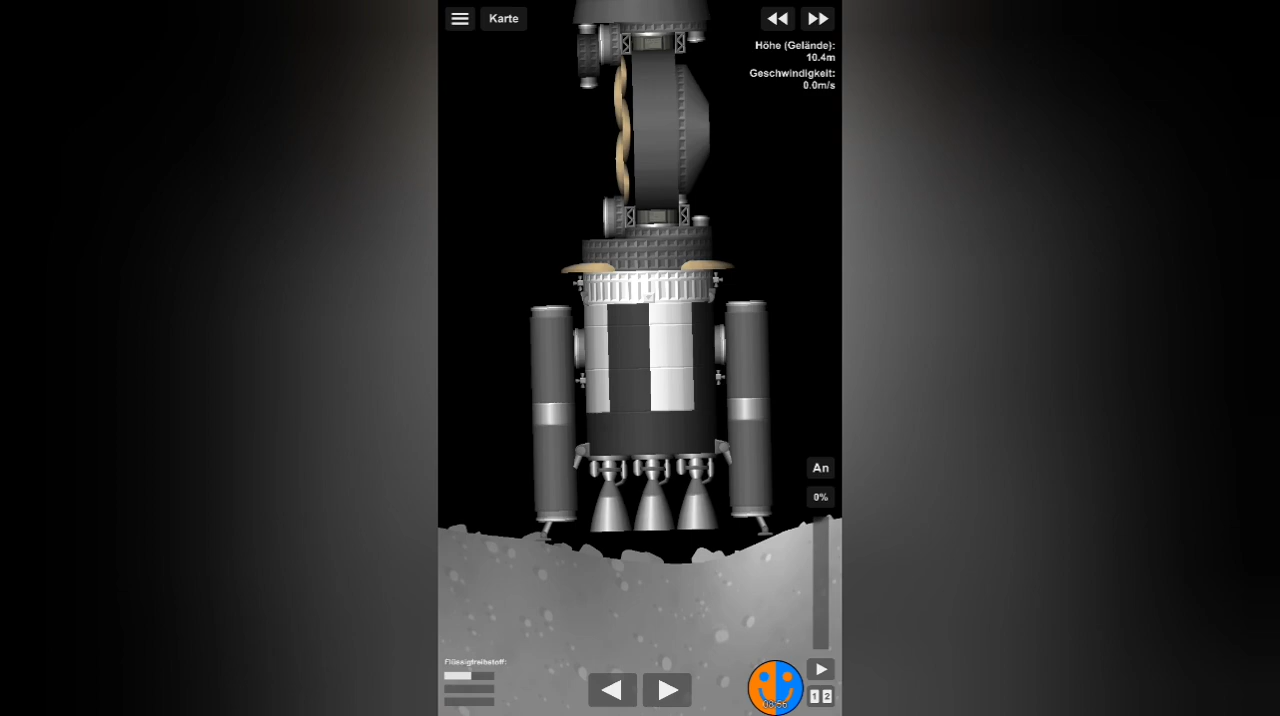 Karte
Höhe (Gelände):
10.4m
Geschwindigkeit:
0.0m/s
An
0%
Flüssigtreibstoff:
1 2